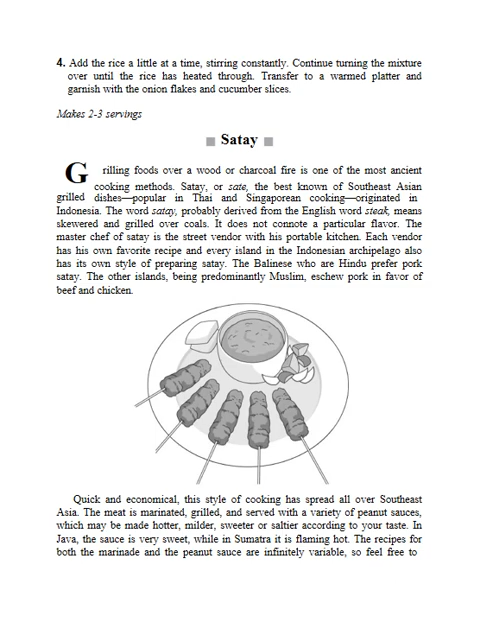 4. Add the rice a little at a time, stirring constantly. Continue turning the mixture
over until the rice has heated through. Transfer to a warmed platter and
garnish with the onion flakes and cucumber slices.
Makes 2-3 servings
Satay
Grilling foods over a wood or charcoal fire is one of the most ancient
cooking methods. Satay, or sate, the best known of Southeast Asian
grilled dishes—popular in Thai and Singaporean cooking—originated in
Indonesia. The word satay, probably derived from the English word steak, means
skewered and grilled over coals. It does not connote a particular flavor. The
master chef of satay is the street vendor with his portable kitchen. Each vendor
has his own favorite recipe and every island in the Indonesian archipelago also
has its own style of preparing satay. The Balinese who are Hindu prefer pork
satay. The other islands, being predominantly Muslim, eschew pork in favor of
beef and chicken.
Quick and economical, this style of cooking has spread all over Southeast
Asia. The meat is marinated, grilled, and served with a variety of peanut sauces,
which may be made hotter, milder, sweeter or saltier according to your taste. In
Java, the sauce is very sweet, while in Sumatra it is flaming hot. The recipes for
both the marinade and the peanut sauce are infinitely variable, so feel free to